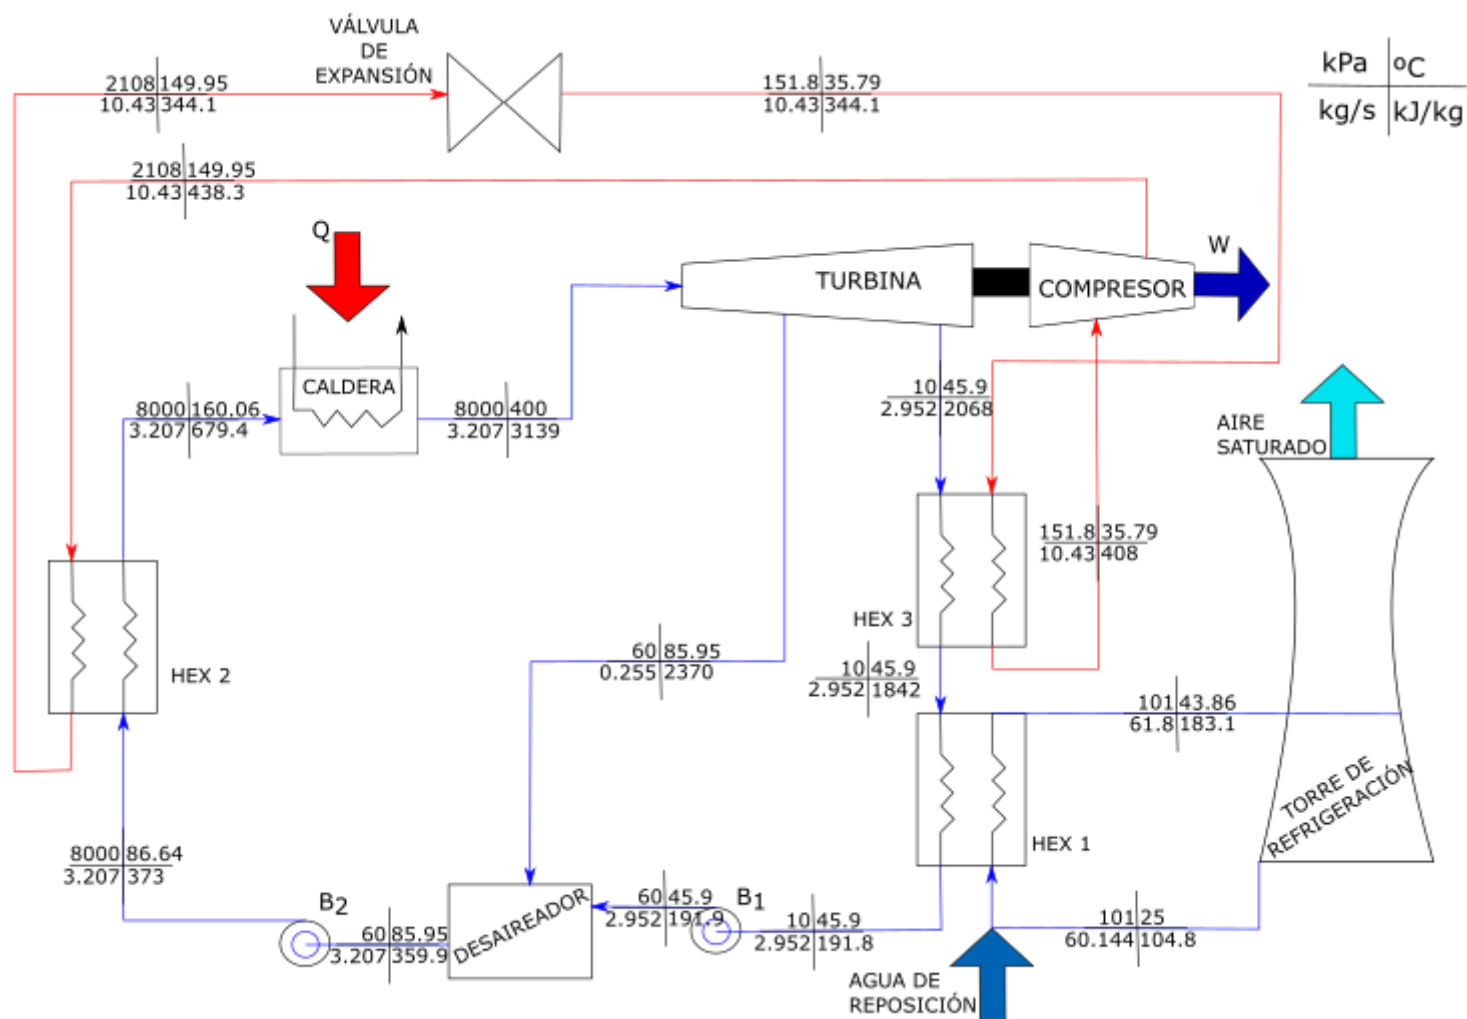 VÁLVULA
DE
EXPANSIÓN
2108 149.95
10.43 344.1
151.8 35.79
10.43 344.1
kPa ºC
kg/s kJ/kg
2108 149.95
10.43 438.3
Q
W
TURBINA
COMPRESOR
CALDERA
8000 160.06
3.207 679.4
8000 400
3.207 3139
10 45.9
2.952 2068
AIRE
SATURADO
151.8 35.79
10.43 408
HEX 3
60 85.95
0.255 2370
10 45.9
2.952 1842
HEX 2
101 43.86
61.8 183.1
TORRE DE
REFRIGERACIÓN
HEX 1
8000 86.64
3.207 373
B2
60 85.95
3.207 359.9
DESAIREADOR
60 45.9
2.952 191.9
B1
10 45.9
2.952 191.8
101 25
60.144 104.8
AGUA DE
REPOSICIÓN